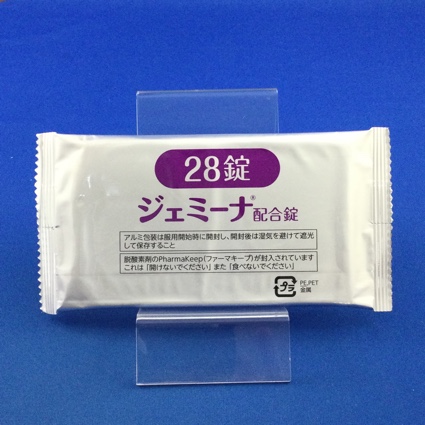 28錠
ジェミーナ® 配合錠
アルミ包装は服用開始時に開封し、開封後は湿気を避けて遮光
して保存すること
脱酸素剤のPharmaKeep(ファーマキープ)が封入されています
これは「開けないでください」また「食べないでください」
プラ
PE,PET
金属